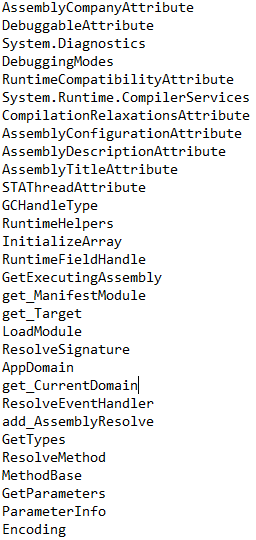 AssemblyCompanyAttribute
DebuggableAttribute
System.Diagnostics
DebuggingModes
RuntimeCompatibilityAttribute
System.Runtime.CompilerServices
CompilationRelaxationsAttribute
AssemblyConfigurationAttribute
AssemblyDescriptionAttribute
AssemblyTitleAttribute
STAThreadAttribute
GCHandleType
RuntimeHelpers
InitializeArray
RuntimeFieldHandle
GetExecutingAssembly
get_ManifestModule
get_Target
LoadModule
ResolveSignature
AppDomain
get_CurrentDomain
ResolveEventHandler
add_AssemblyResolve
GetTypes
ResolveMethod
MethodBase
GetParameters
ParameterInfo
Encoding